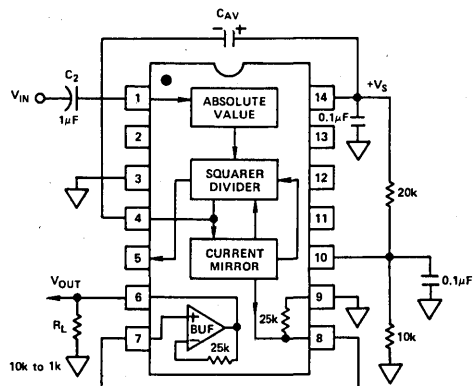 CAV
− +
C2
VIN
1µF
+VS
0.1µF
1
2
3
4
5
6
7
14
13
12
11
10
9
8
ABSOLUTE
VALUE
SQUARER
DIVIDER
CURRENT
MIRROR
20k
0.1µF
10k
VOUT
RL
10k to 1k
+
−
BUF
25k
25k